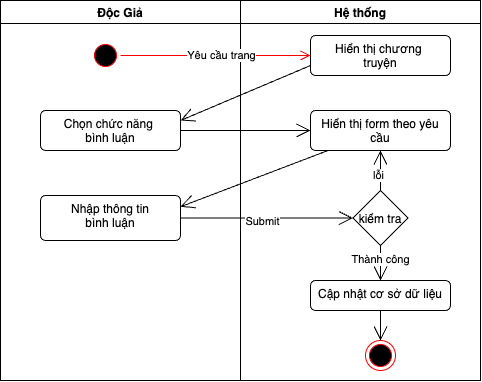 Độc Giả
Hệ thống
Yêu cầu trang
Hiển thị chương
truyện
Chọn chức năng
bình luận
Hiển thị form theo yêu
cầu
lỗi
Nhập thông tin
bình luận
Submit
kiểm tra
Thành công
Cập nhật cơ sở dữ liệu